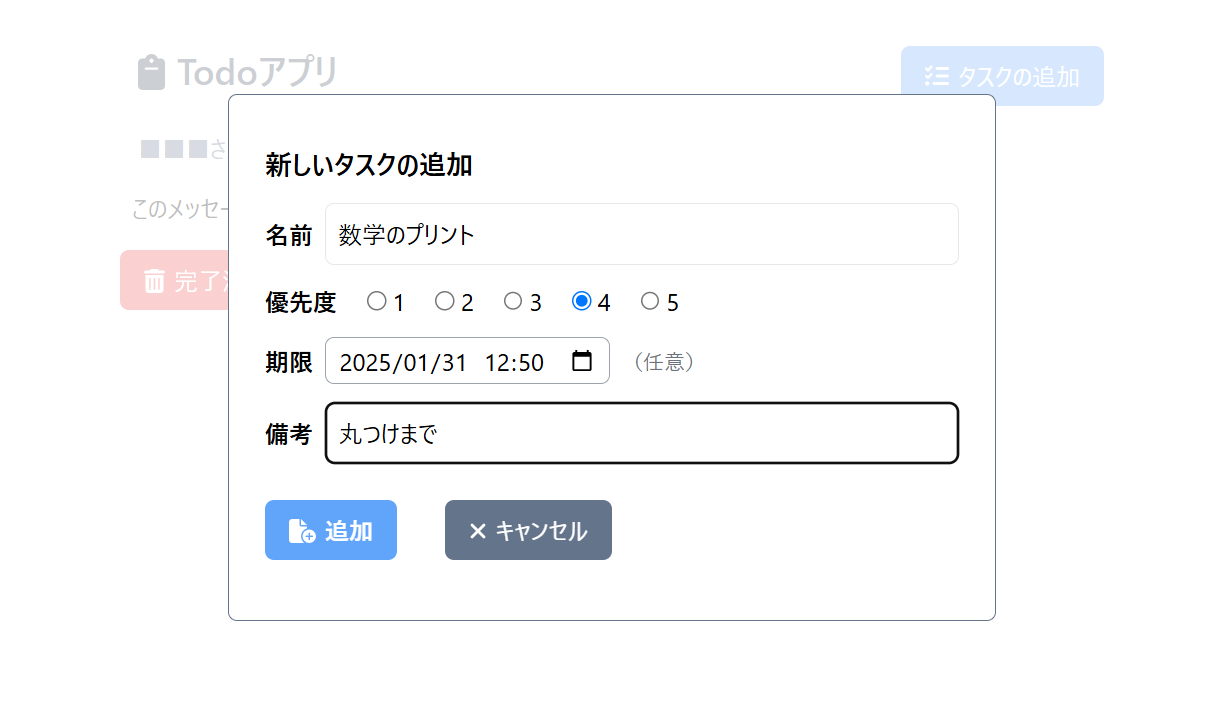 Todoアプリ
タスクの追加
■■■さ
このメッセー
完了
新しいタスクの追加
名前 数学のプリント
優先度 1 2 3 4 5
期限 2025/01/31 12:50 （任意）
備考 丸つけまで
追加 キャンセル